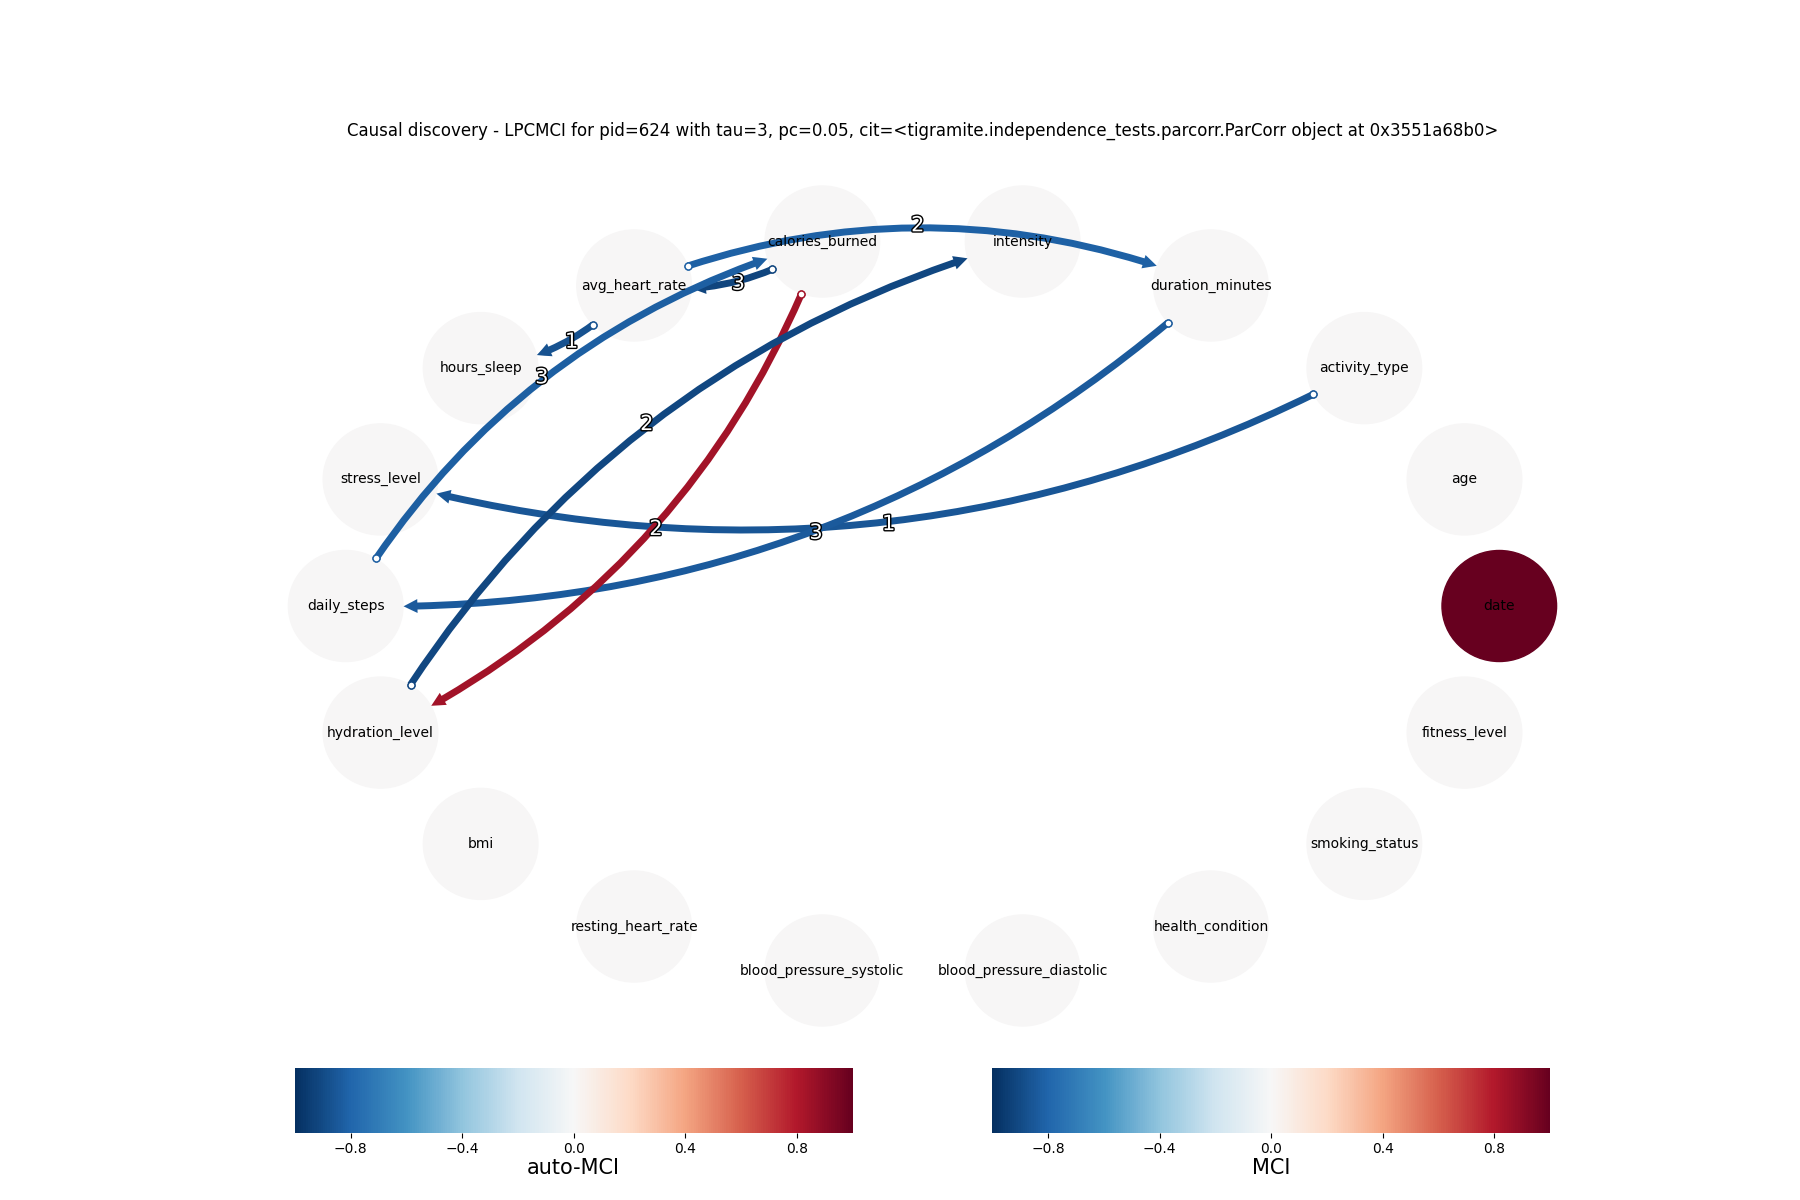 Causal discovery - LPCMCI for pid=624 with tau=3, pc=0.05, cit=<tigramite.independence_tests.parcorr.ParCorr object at 0x3551a68b0>
2
calories_burned
intensity
3
avg_heart_rate
duration_minutes
1
hours_sleep
3
activity_type
2
stress_level
age
2
3
1
daily_steps
date
hydration_level
fitness_level
bmi
smoking_status
resting_heart_rate
health_condition
blood_pressure_systolic
blood_pressure_diastolic
−0.8 −0.4 0.0 0.4 0.8
auto-MCI
−0.8 −0.4 0.0 0.4 0.8
MCI